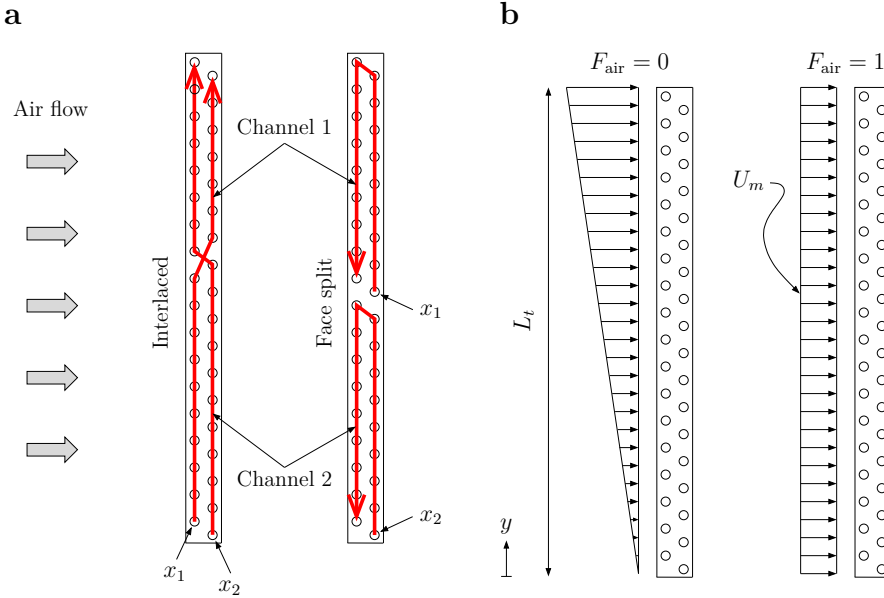 a
Air flow
Interlaced
Channel 1
Face split
Channel 2
x₁
x₂
x₁
x₂
b
F_air = 0
F_air = 1
U_m
L_t
y